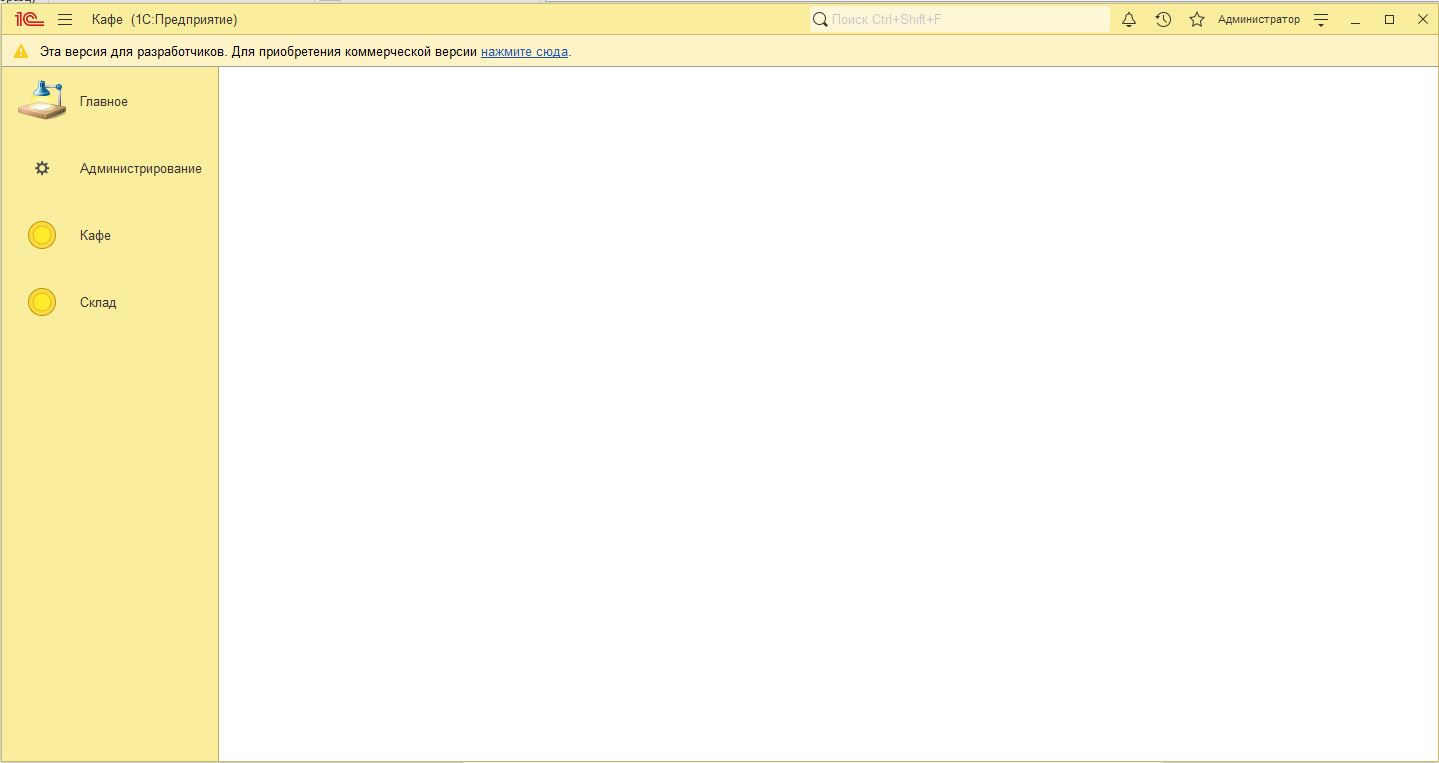 1С Кафе (1С:Предприятие) Поиск Ctrl+Shift+F Администратор
Эта версия для разработчиков. Для приобретения коммерческой версии нажмите сюда.
Главное
Администрирование
Кафе
Склад